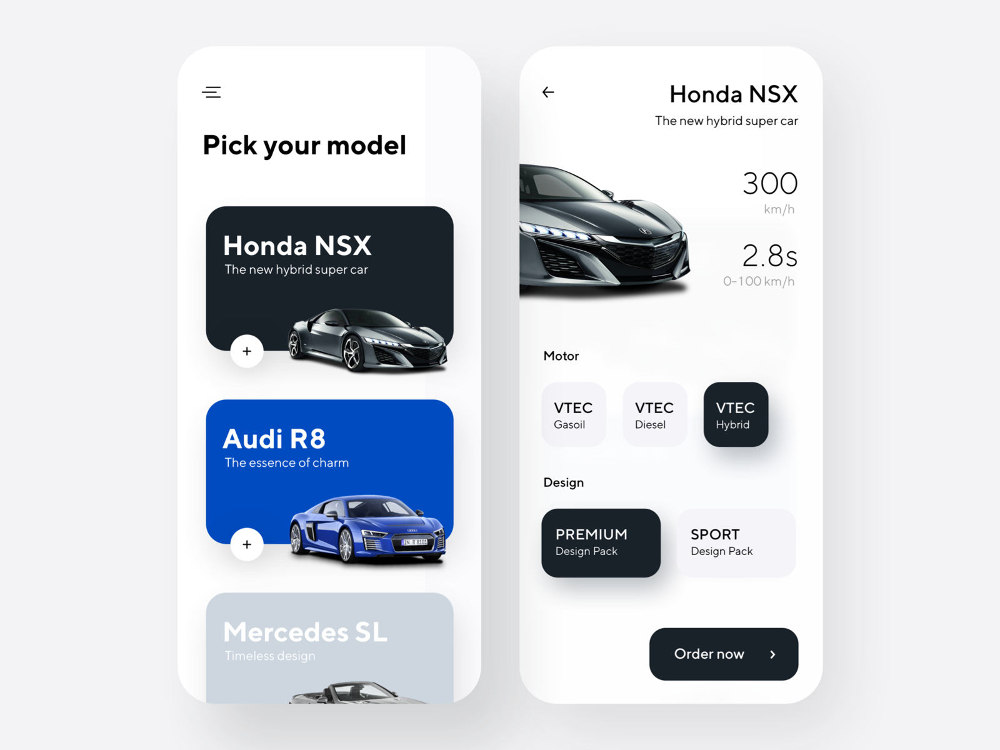 Pick your model
Honda NSX
The new hybrid super car
+
Audi R8
The essence of charm
IN R 8101
+
Mercedes SL
Timeless design
Honda NSX
The new hybrid super car
300
km/h
2.8s
0-100 km/h
Motor
VTEC
Gasoil
VTEC
Diesel
VTEC
Hybrid
Design
PREMIUM
Design Pack
SPORT
Design Pack
Order now